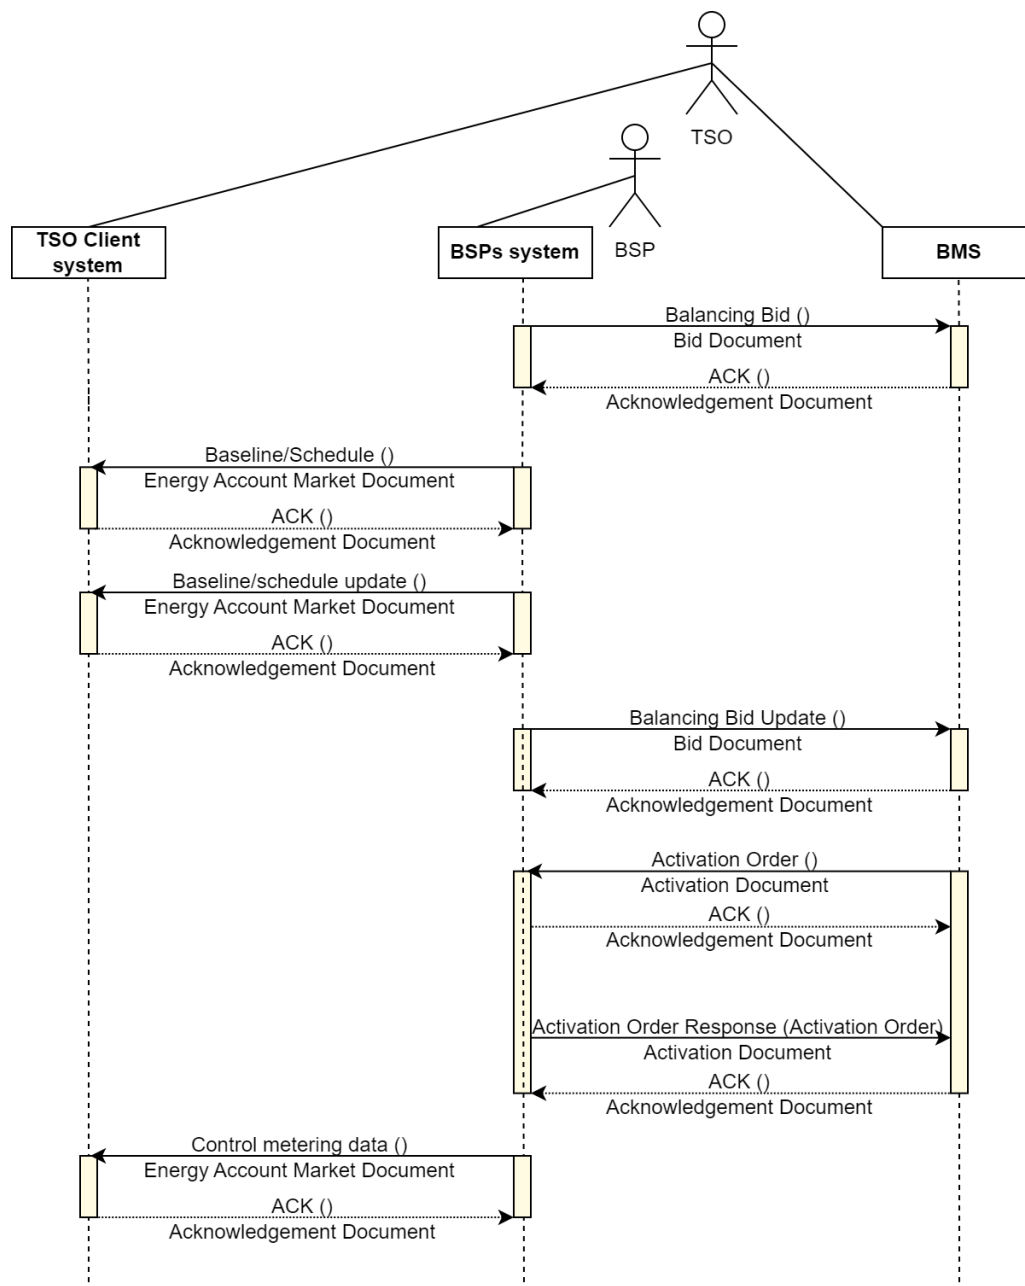 TSO
BSP
TSO Client
system
BSPs system
BMS
Balancing Bid ()
Bid Document
ACK ()
Acknowledgement Document
Baseline/Schedule ()
Energy Account Market Document
ACK ()
Acknowledgement Document
Baseline/schedule update ()
Energy Account Market Document
ACK ()
Acknowledgement Document
Balancing Bid Update ()
Bid Document
ACK ()
Acknowledgement Document
Activation Order ()
Activation Document
ACK ()
Acknowledgement Document
Activation Order Response (Activation Order)
Activation Document
ACK ()
Acknowledgement Document
Control metering data ()
Energy Account Market Document
ACK ()
Acknowledgement Document